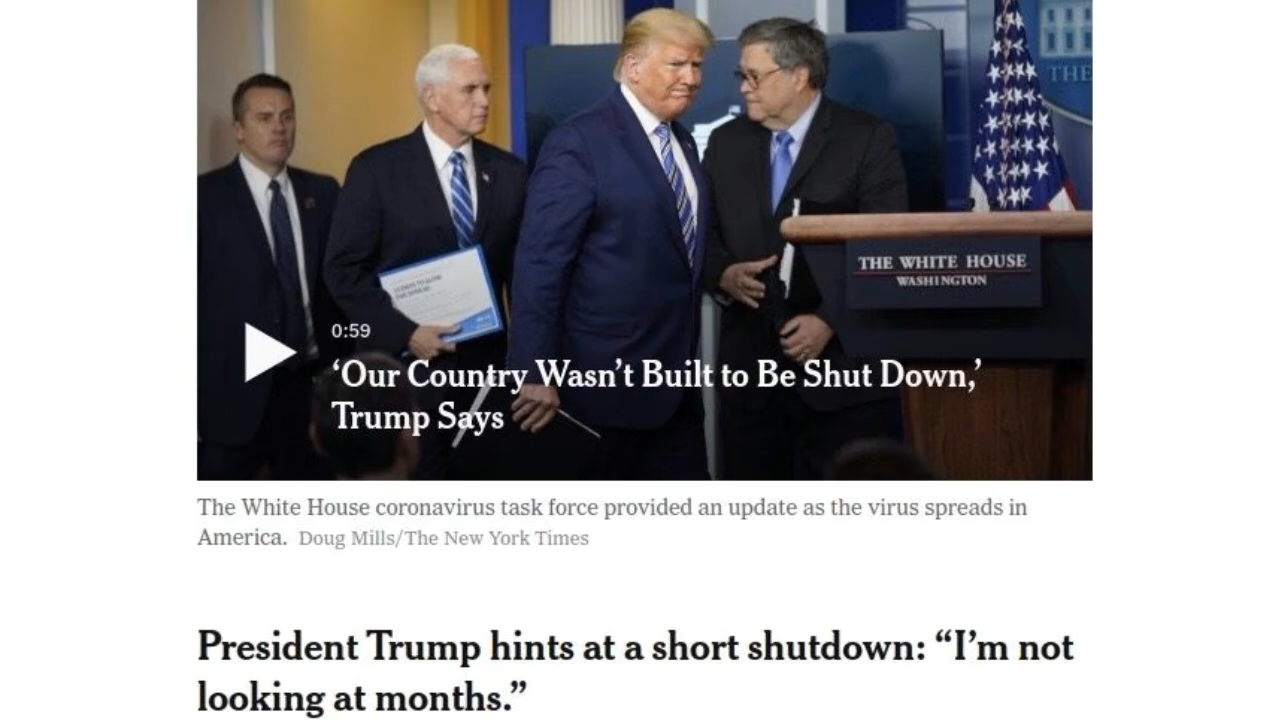 THE
THE WHITE HOUSE
WASHINGTON
0:59
‘Our Country Wasn’t Built to Be Shut Down,’
Trump Says
The White House coronavirus task force provided an update as the virus spreads in
America. Doug Mills/The New York Times
President Trump hints at a short shutdown: “I’m not
looking at months.”